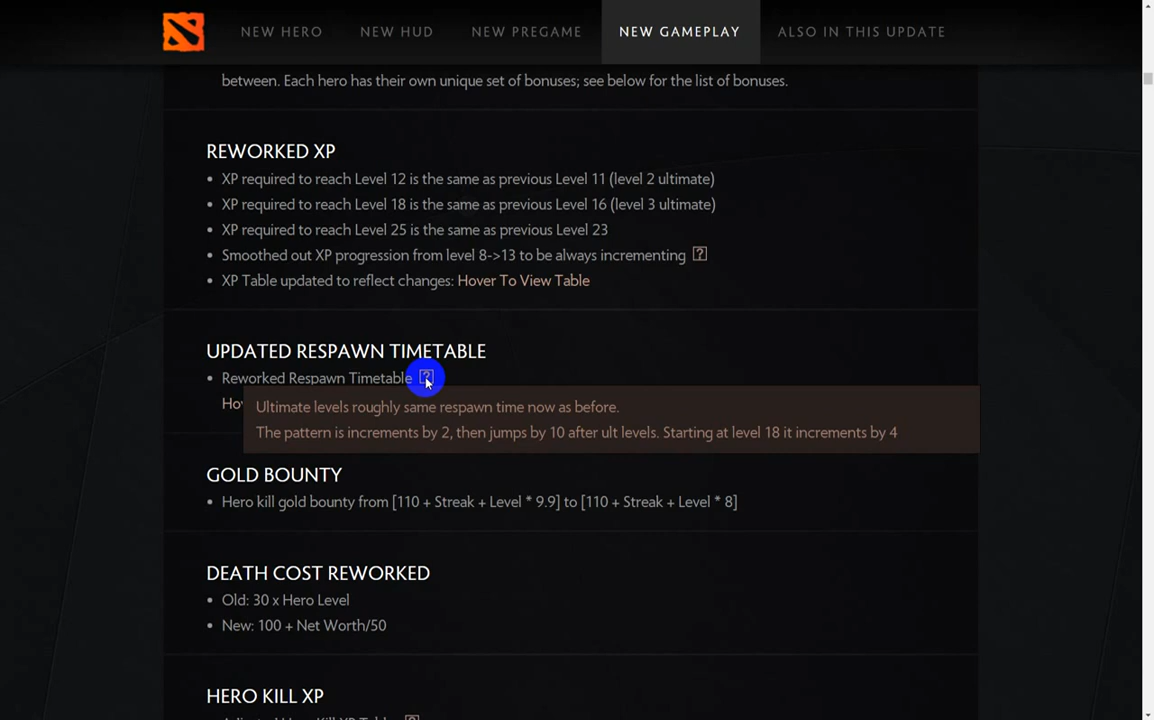 NEW HERO NEW HUD NEW PREGAME NEW GAMEPLAY ALSO IN THIS UPDATE
between. Each hero has their own unique set of bonuses; see below for the list of bonuses.
REWORKED XP
• XP required to reach Level 12 is the same as previous Level 11 (level 2 ultimate)
• XP required to reach Level 18 is the same as previous Level 16 (level 3 ultimate)
• XP required to reach Level 25 is the same as previous Level 23
• Smoothed out XP progression from level 8->13 to be always incrementing [?]
• XP Table updated to reflect changes: Hover To View Table
UPDATED RESPAWN TIMETABLE
• Reworked Respawn Timetable [?]
Ho
Ultimate levels roughly same respawn time now as before.
The pattern is increments by 2, then jumps by 10 after ult levels. Starting at level 18 it increments by 4
GOLD BOUNTY
• Hero kill gold bounty from [110 + Streak + Level * 9.9] to [110 + Streak + Level * 8]
DEATH COST REWORKED
• Old: 30 x Hero Level
• New: 100 + Net Worth/50
HERO KILL XP